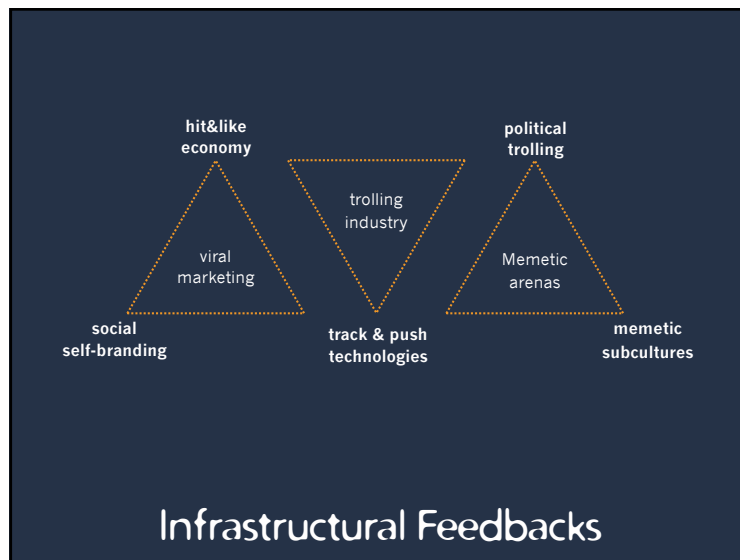 hit&like
economy
political
trolling
trolling
industry
viral
marketing
Memetic
arenas
social
self-branding
track & push
technologies
memetic
subcultures
Infrastructural Feedbacks